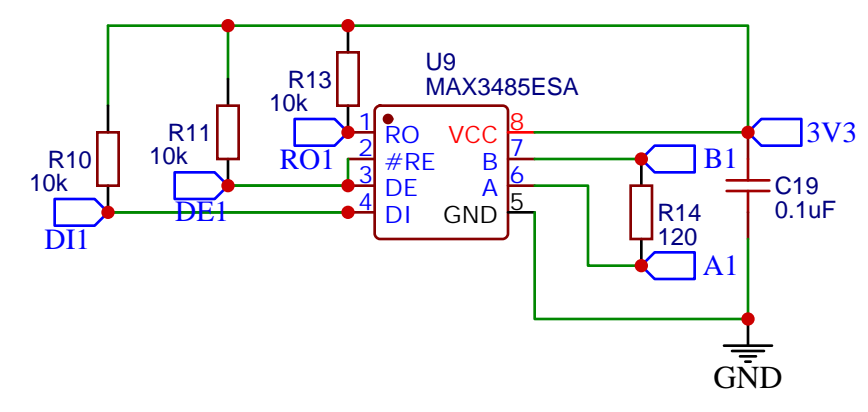 U9
MAX3485ESA
R13
10k
R11
10k
R10
10k
RO1
DE1
DI1
1
2
3
4
RO
#RE
DE
DI
VCC
B
A
GND
8
7
6
5
3V3
B1
R14
120
A1
C19
0.1uF
GND